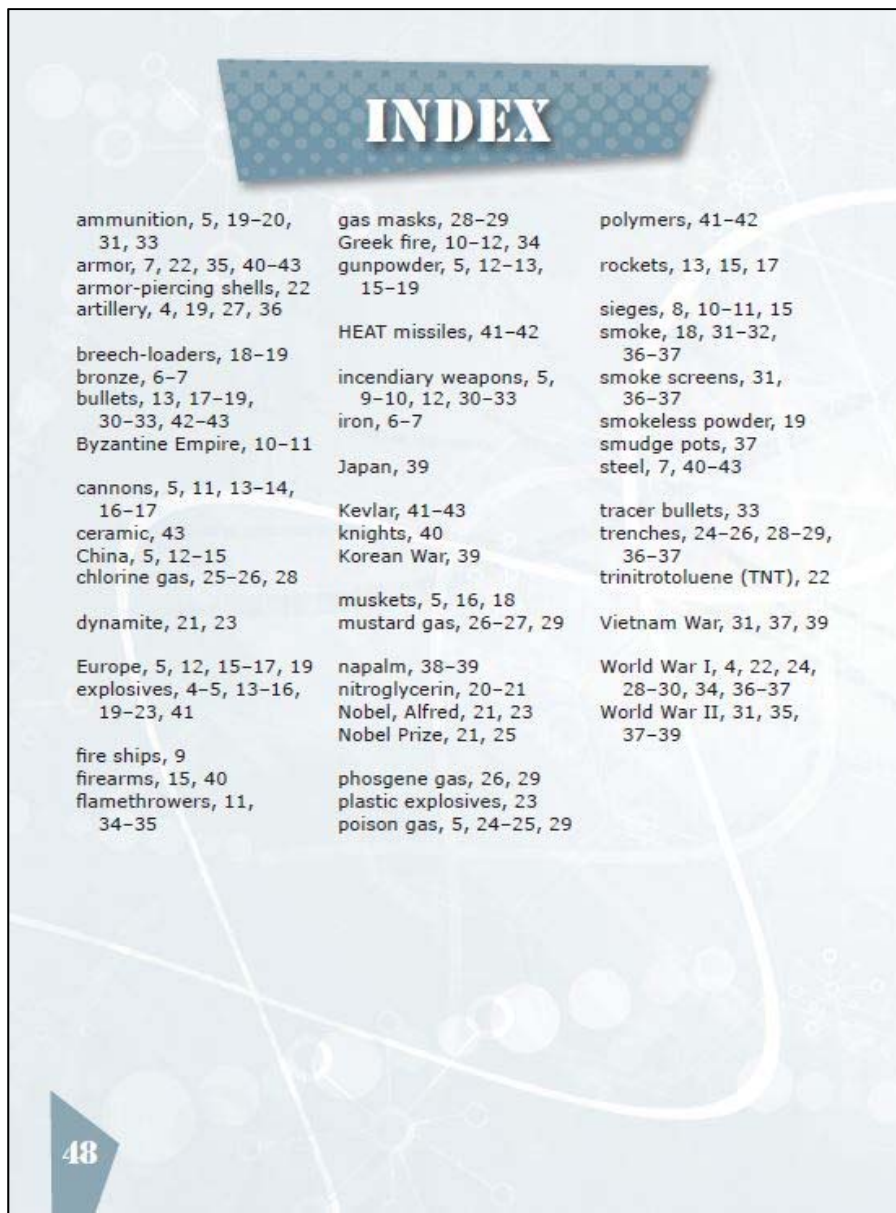 INDEX
ammunition, 5, 19–20,
31, 33
armor, 7, 22, 35, 40–43
armor-piercing shells, 22
artillery, 4, 19, 27, 36
breech-loaders, 18–19
bronze, 6–7
bullets, 13, 17–19,
30–33, 42–43
Byzantine Empire, 10–11
cannons, 5, 11, 13–14,
16–17
ceramic, 43
China, 5, 12–15
chlorine gas, 25–26, 28
dynamite, 21, 23
Europe, 5, 12, 15–17, 19
explosives, 4–5, 13–16,
19–23, 41
fire ships, 9
firearms, 15, 40
flamethrowers, 11,
34–35
gas masks, 28–29
Greek fire, 10–12, 34
gunpowder, 5, 12–13,
15–19
HEAT missiles, 41–42
incendiary weapons, 5,
9–10, 12, 30–33
iron, 6–7
Japan, 39
Kevlar, 41–43
knights, 40
Korean War, 39
muskets, 5, 16, 18
mustard gas, 26–27, 29
napalm, 38–39
nitroglycerin, 20–21
Nobel, Alfred, 21, 23
Nobel Prize, 21, 25
phosgene gas, 26, 29
plastic explosives, 23
poison gas, 5, 24–25, 29
polymers, 41–42
rockets, 13, 15, 17
sieges, 8, 10–11, 15
smoke, 18, 31–32,
36–37
smoke screens, 31,
36–37
smokeless powder, 19
smudge pots, 37
steel, 7, 40–43
tracer bullets, 33
trenches, 24–26, 28–29,
36–37
trinitrotoluene (TNT), 22
Vietnam War, 31, 37, 39
World War I, 4, 22, 24,
28–30, 34, 36–37
World War II, 31, 35,
37–39
48